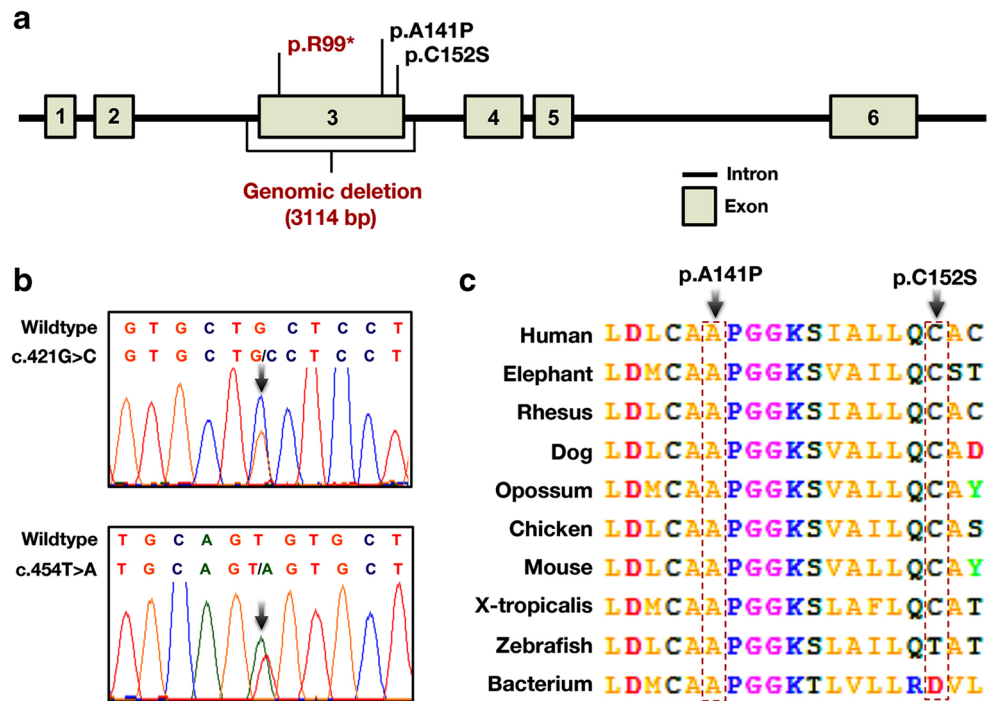 a
p.R99*
p.A141P
p.C152S
1 2 3 4 5 6
Genomic deletion
(3114 bp)
Intron
Exon
b
Wildtype G T G C T G C T C C T
c.421G>C G T G C T G/C C T C C T
Wildtype T G C A G T G T G C T
c.454T>A T G C A G T/A G T G C T
c
p.A141P p.C152S
Human LDLCAAPGGKSIALLQCAC
Elephant LDMCAAPGGKSVAILQCST
Rhesus LDLCAAPGGKSIALLQCAC
Dog LDLCAAPGGKSVALLQCAD
Opossum LDMCAAPGGKSVALLQCAY
Chicken LDLCAAPGGKSVAILQCAS
Mouse LDLCAAPGGKSVALLQCAY
X-tropicalis LDMCAAPGGKSLAFLQCAT
Zebrafish LDLCAAPGGKSLAILQTAT
Bacterium LDMCAAPGGKTLVLLRDVL